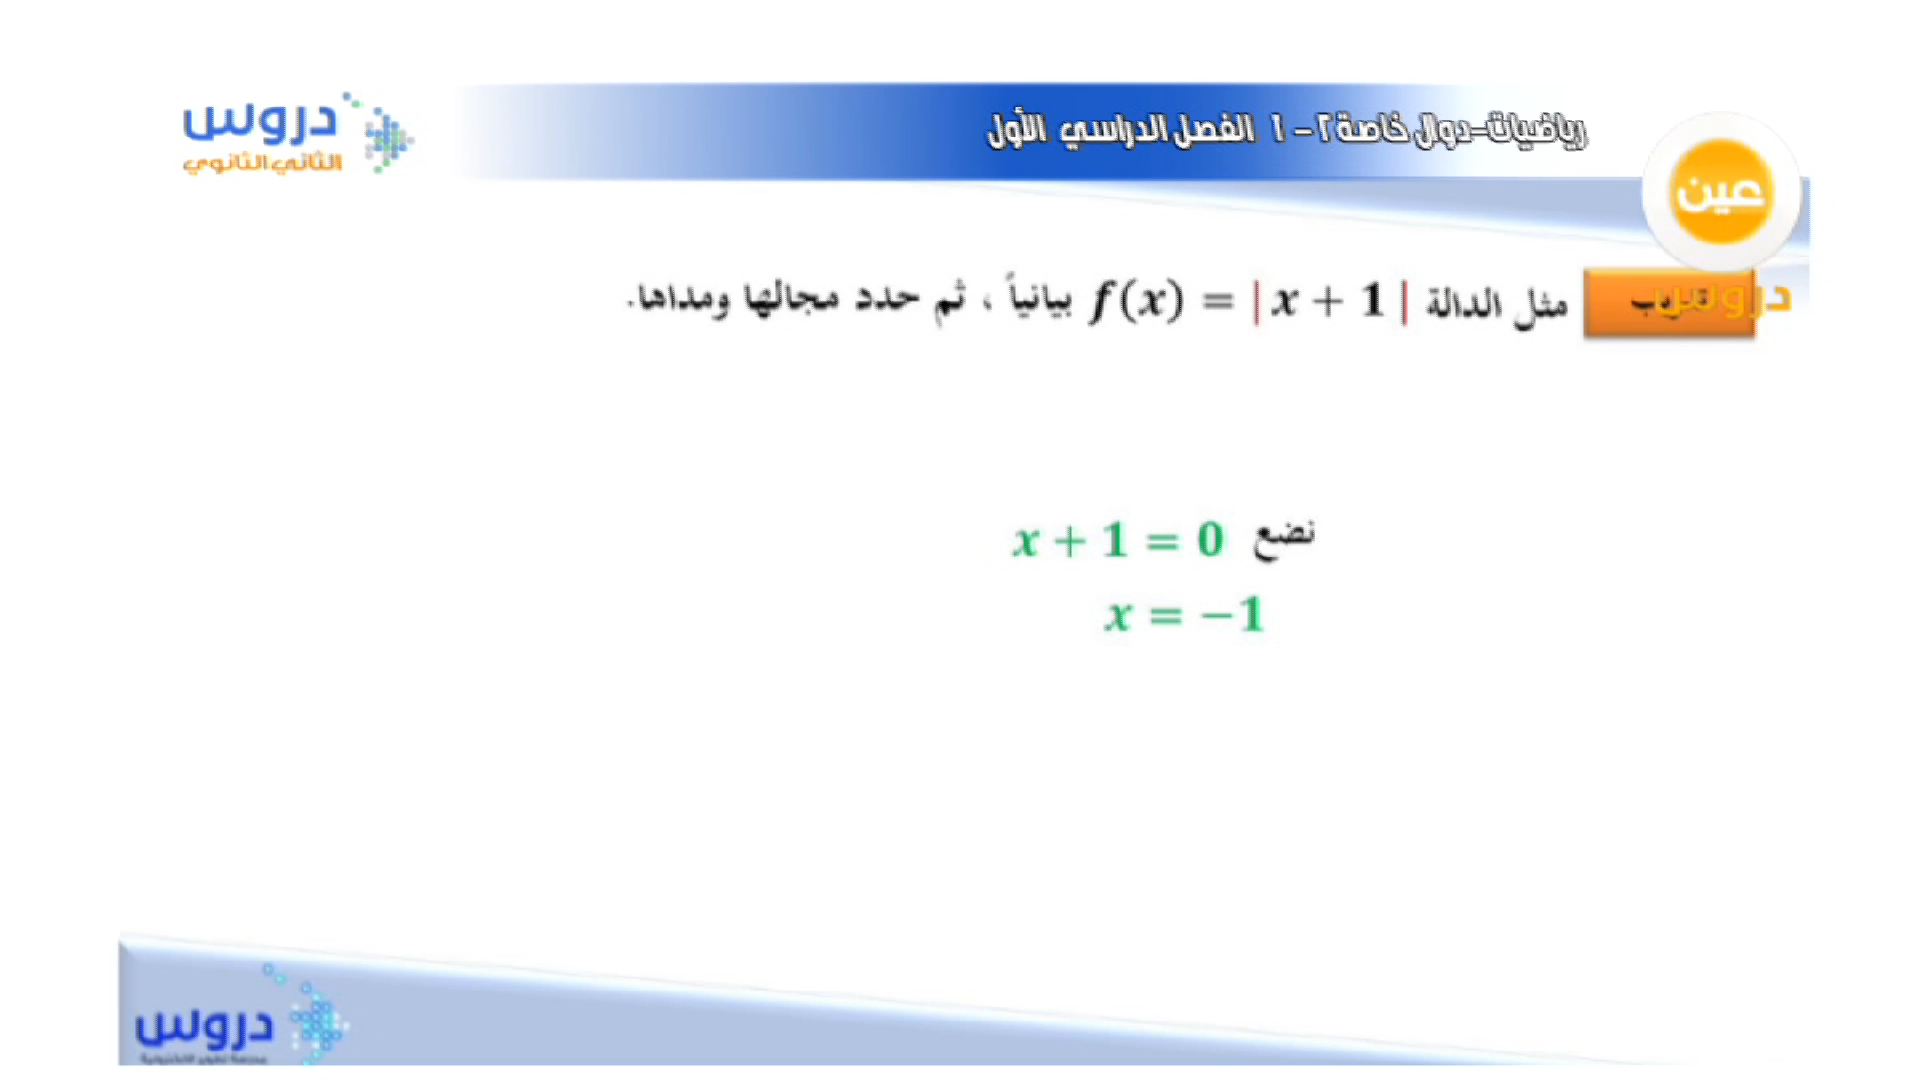 دروس
الثاني الثانوي
رياضيات-دوال خاصة ٢ - ١ الفصل الدراسي الأول
عين
دروس
مثل الدالة f(x) = | x + 1 | بيانياً ، ثم حدد مجالها ومداها.
نضع x + 1 = 0
x = −1
دروس